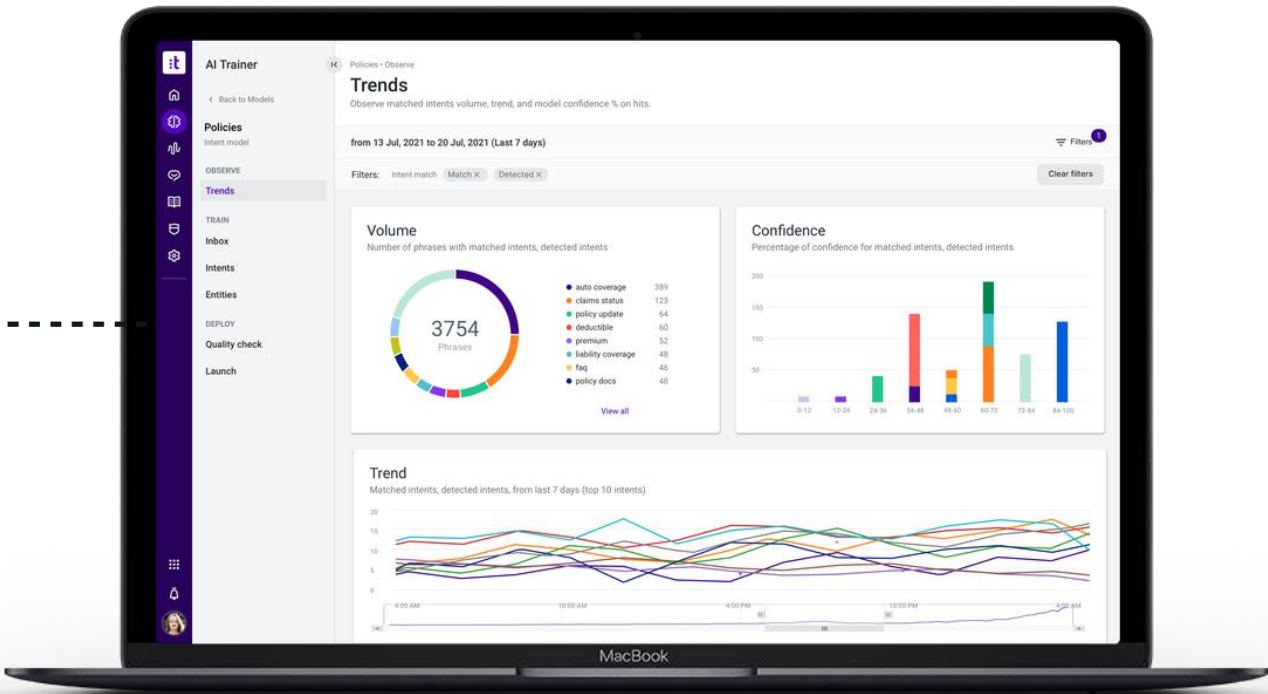 :t
AI Trainer
Back to Models
Policies
Intent model
OBSERVE
Trends
TRAIN
Inbox
Intents
Entities
DEPLOY
Quality check
Launch
Policies • Observe
Trends
Observe matched intents volume, trend, and model confidence % on hits.
from 13 Jul, 2021 to 20 Jul, 2021 (Last 7 days)
Filters
1
Filters: Intent match Match × Detected ×
Clear filters
Volume
Number of phrases with matched intents, detected intents
3754
Phrases
auto coverage 389
claims status 123
policy update 64
deductible 60
premium 52
liability coverage 48
faq 46
policy docs 48
View all
Confidence
Percentage of confidence for matched intents, detected intents
200
150
100
50
0-12 12-24 24-36 36-48 48-60 60-72 72-84 84-100
Trend
Matched intents, detected intents, from last 7 days (top 10 intents)
20
15
10
5
0
4:00 AM 10:00 AM 4:00 PM 10:00 PM 4:00 AM
MacBook